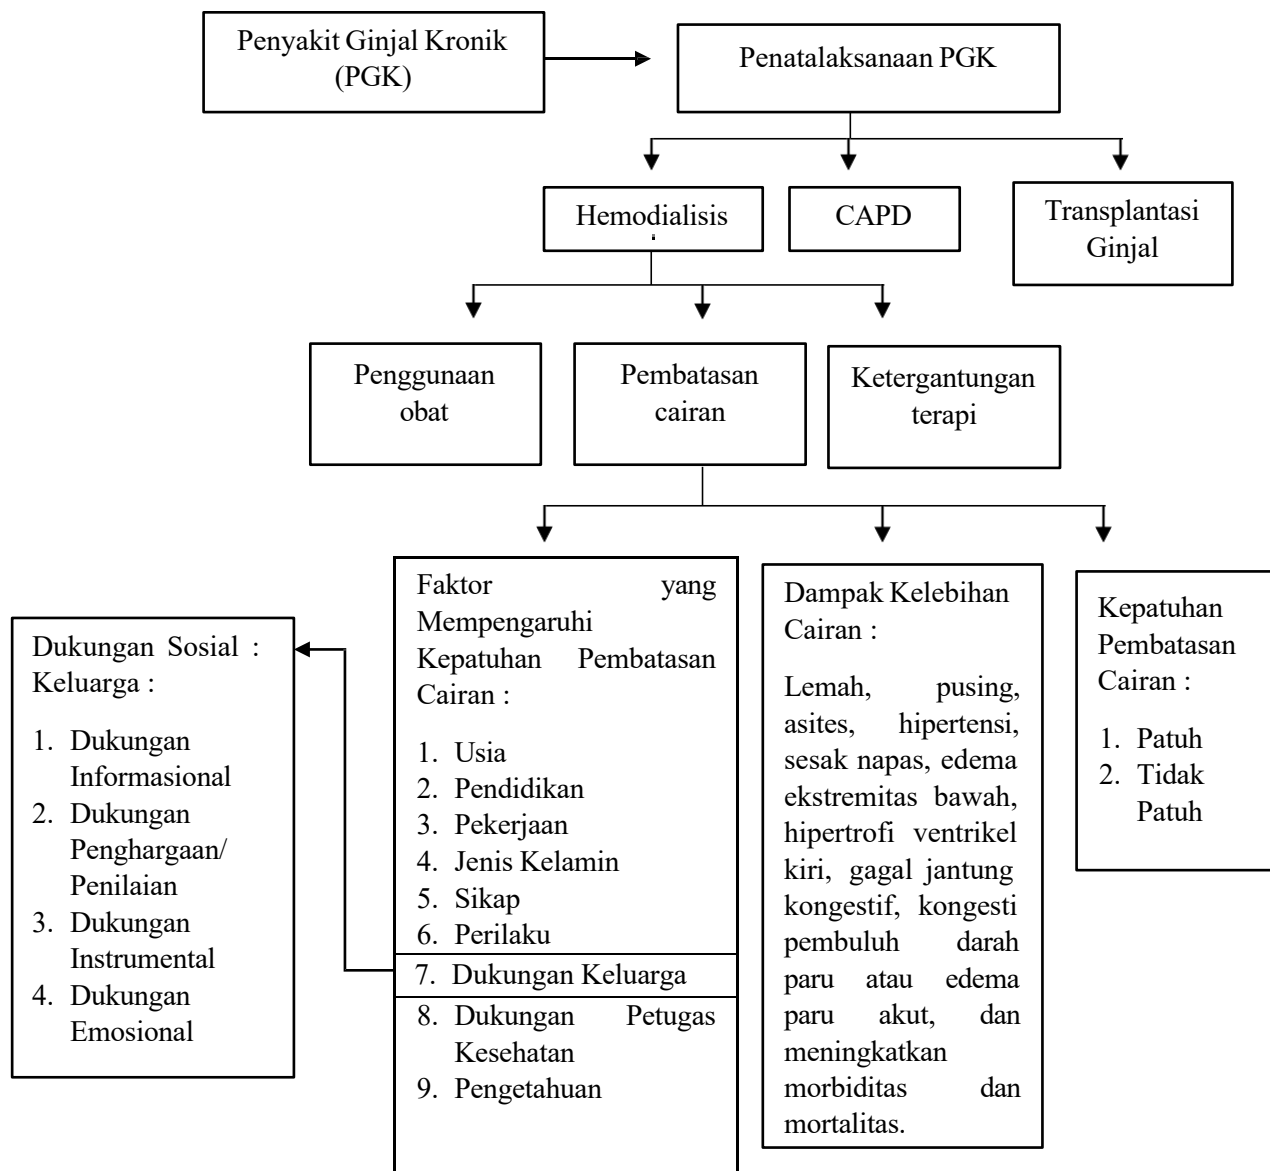 Penyakit Ginjal Kronik
(PGK)
Penatalaksanaan PGK
Hemodialisis
CAPD
Transplantasi
Ginjal
Penggunaan
obat
Pembatasan
cairan
Ketergantungan
terapi
Dukungan Sosial :
Keluarga :
1. Dukungan
Informasional
2. Dukungan
Penghargaan/
Penilaian
3. Dukungan
Instrumental
4. Dukungan
Emosional
Faktor yang
Mempengaruhi
Kepatuhan Pembatasan
Cairan :
1. Usia
2. Pendidikan
3. Pekerjaan
4. Jenis Kelamin
5. Sikap
6. Perilaku
7. Dukungan Keluarga
8. Dukungan Petugas
Kesehatan
9. Pengetahuan
Dampak Kelebihan
Cairan :
Lemah, pusing,
asites, hipertensi,
sesak napas, edema
ekstremitas bawah,
hipertrofi ventrikel
kiri, gagal jantung
kongestif, kongesti
pembuluh darah
paru atau edema
paru akut, dan
meningkatkan
morbiditas dan
mortalitas.
Kepatuhan
Pembatasan
Cairan :
1. Patuh
2. Tidak
Patuh